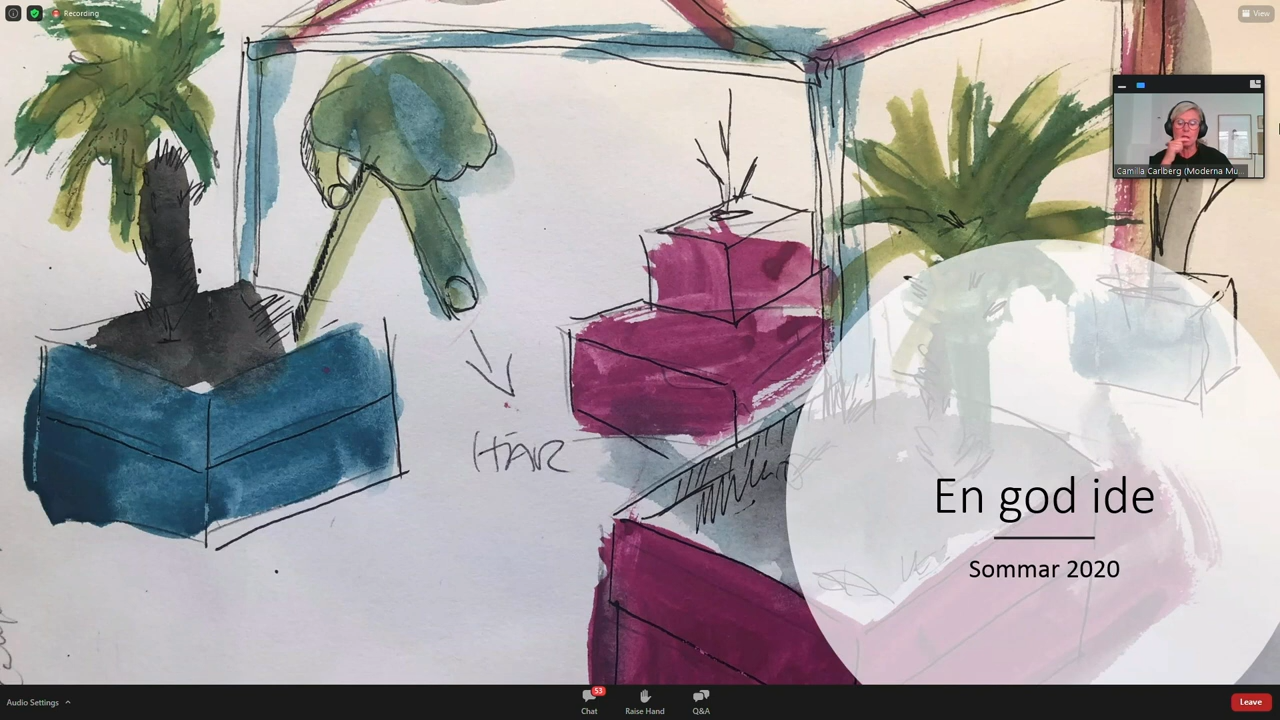 Recording
View
Camilla Carlberg (Moderna Mu...
HÄR
En god ide
Sommar 2020
Audio Settings
53
Chat
Raise Hand
Q&A
Leave